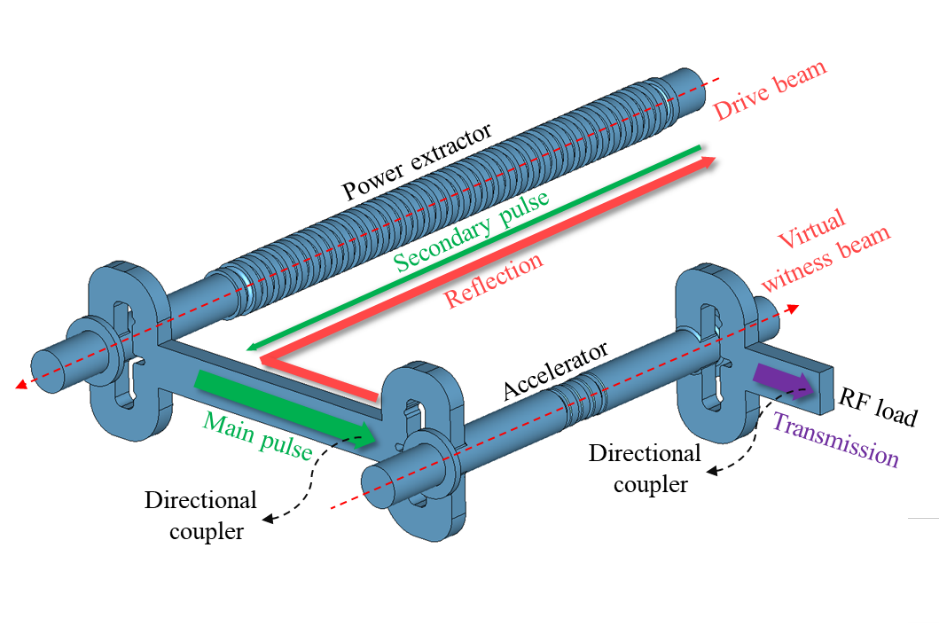 Drive beam
Power extractor
Secondary pulse
Reflection
Virtual
witness beam
Accelerator
Main pulse
RF load
Transmission
Directional
coupler
Directional
coupler